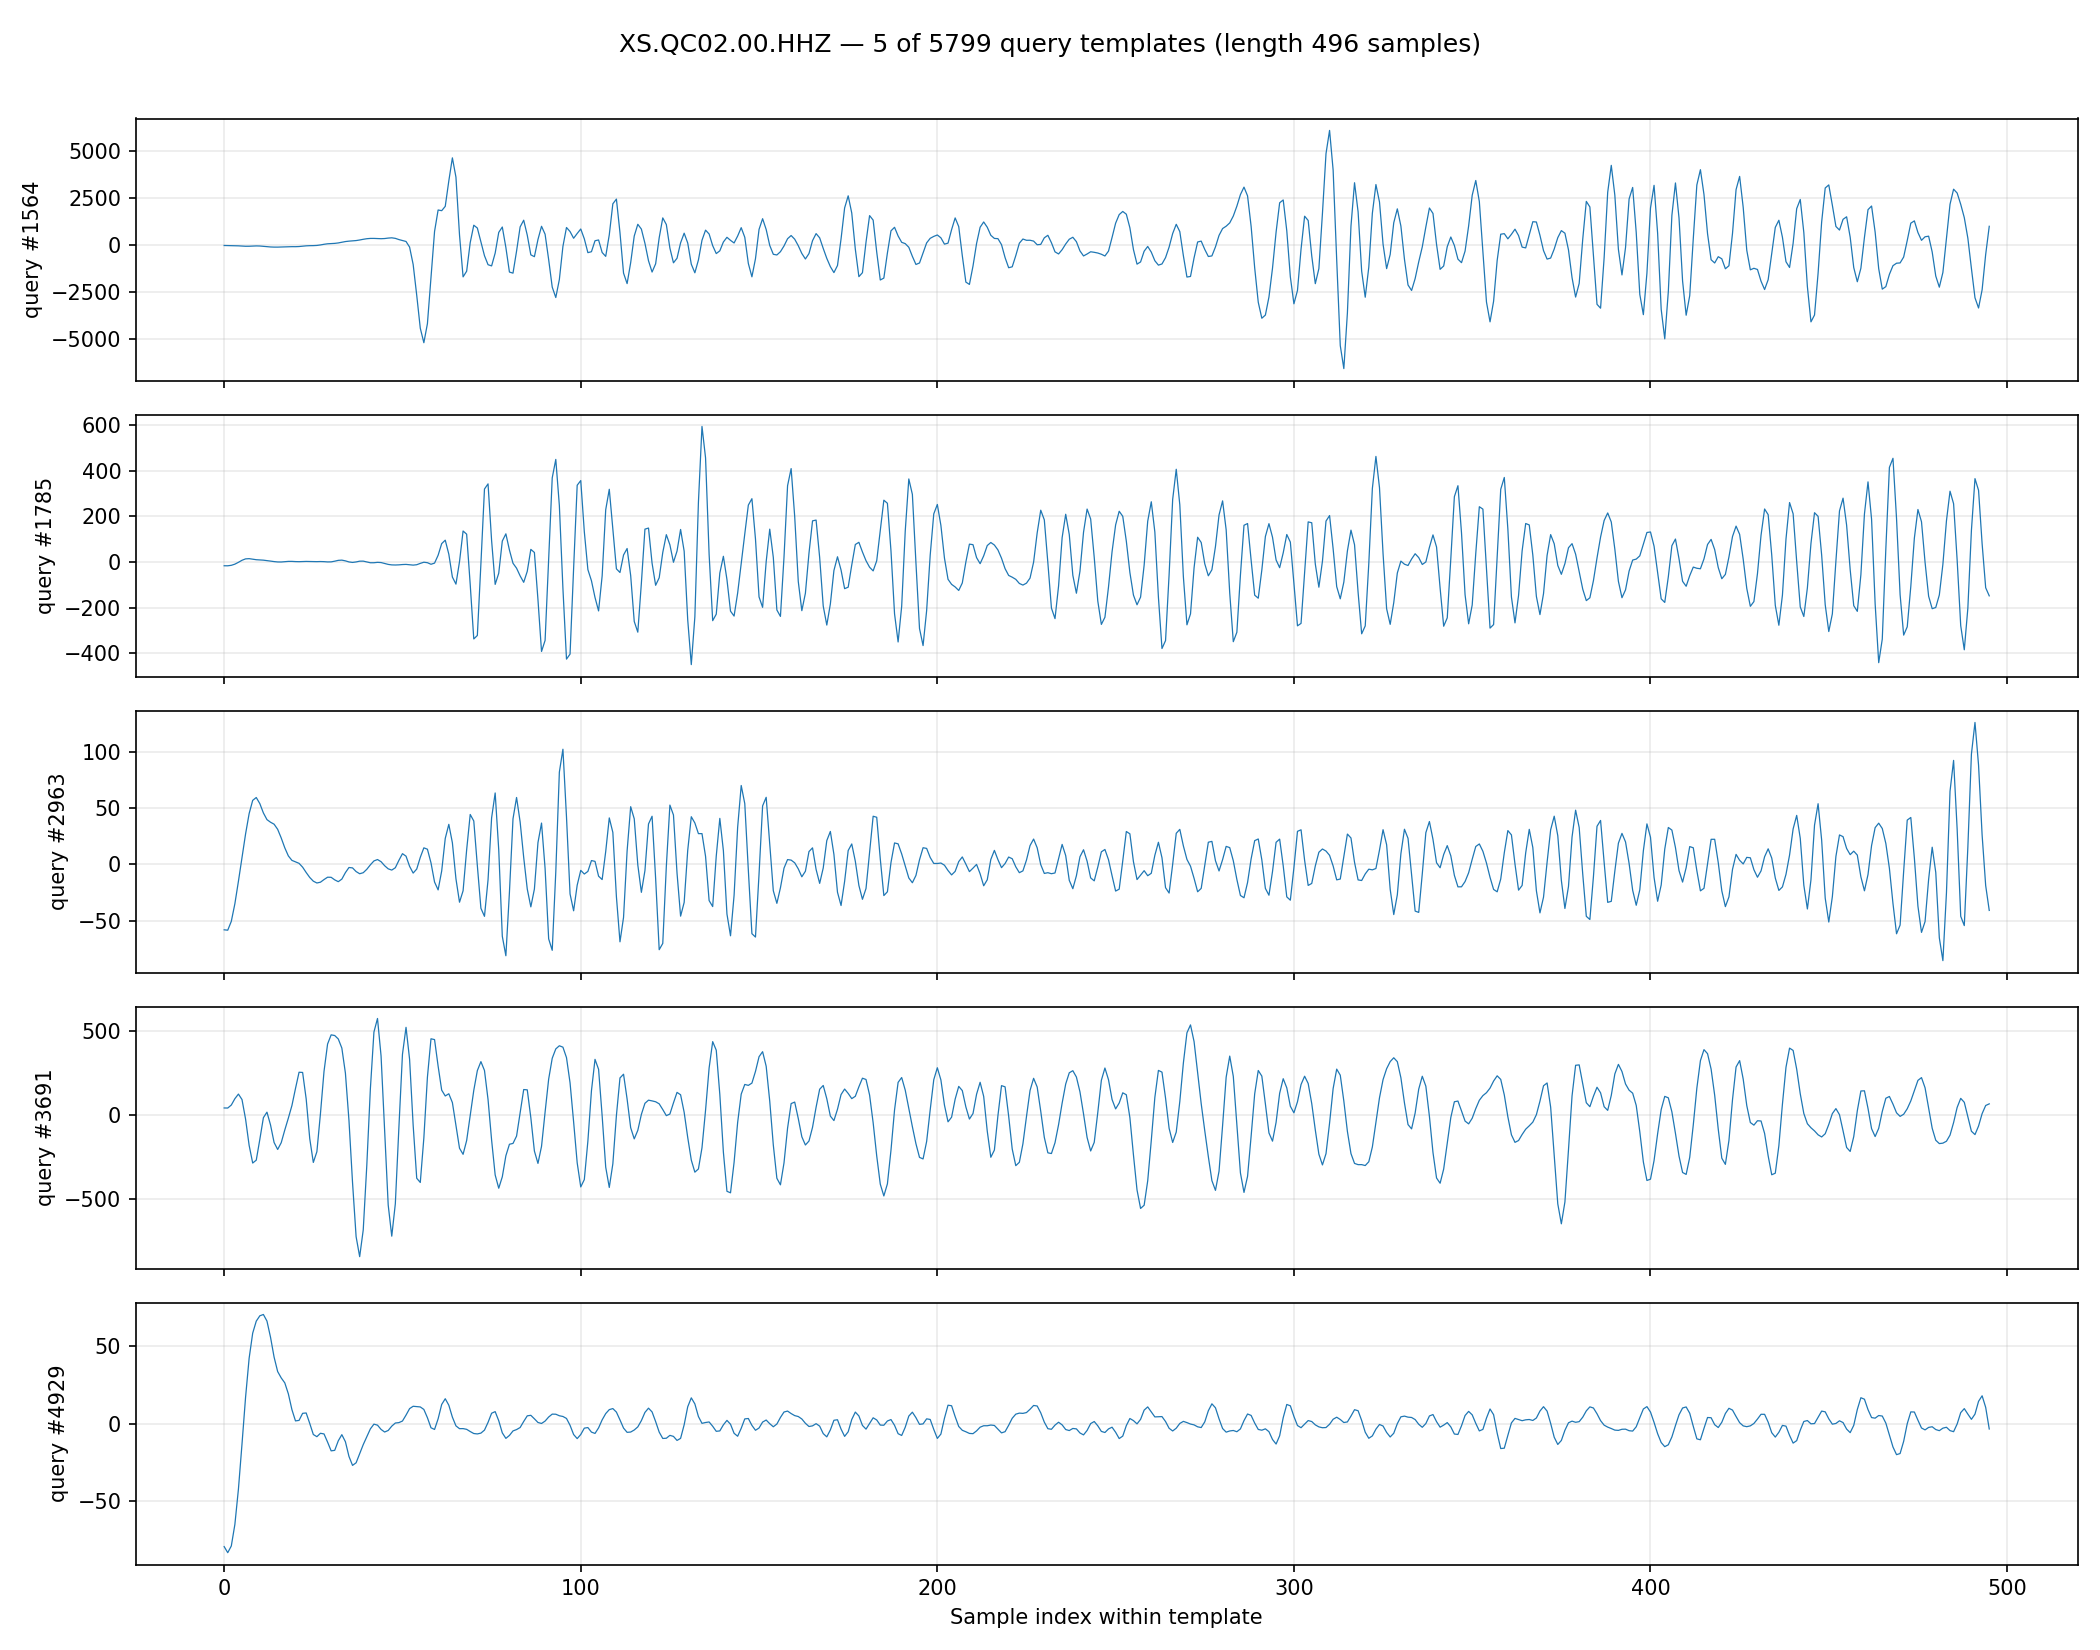 XS.QC02.00.HHZ — 5 of 5799 query templates (length 496 samples)
query #1564
5000
2500
0
−2500
−5000
query #1785
600
400
200
0
−200
−400
query #2963
100
50
0
−50
query #3691
500
0
−500
query #4929
50
0
−50
0 100 200 300 400 500
Sample index within template